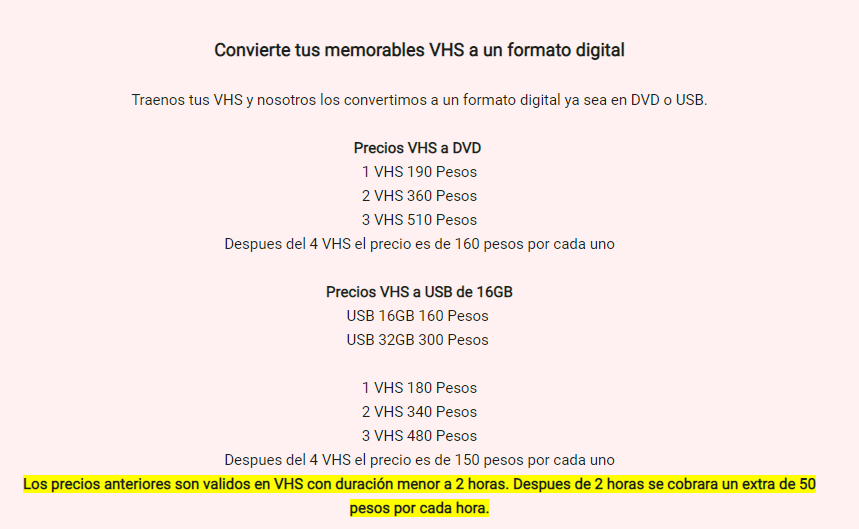 Convierte tus memorables VHS a un formato digital
Traenos tus VHS y nosotros los convertimos a un formato digital ya sea en DVD o USB.
Precios VHS a DVD
1 VHS 190 Pesos
2 VHS 360 Pesos
3 VHS 510 Pesos
Despues del 4 VHS el precio es de 160 pesos por cada uno
Precios VHS a USB de 16GB
USB 16GB 160 Pesos
USB 32GB 300 Pesos
1 VHS 180 Pesos
2 VHS 340 Pesos
3 VHS 480 Pesos
Despues del 4 VHS el precio es de 150 pesos por cada uno
Los precios anteriores son validos en VHS con duración menor a 2 horas. Despues de 2 horas se cobrara un extra de 50
pesos por cada hora.